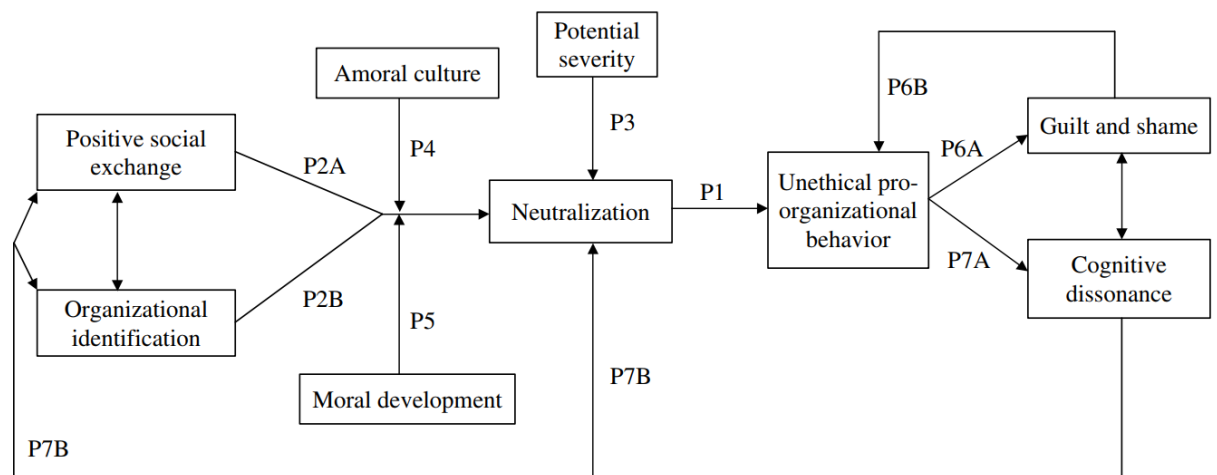 Potential
severity
Amoral culture
P6B
Guilt and shame
P3
Positive social
exchange
P4
P2A
P6A
Neutralization
P1
Unethical pro-
organizational
behavior
P7A
Cognitive
dissonance
Organizational
identification
P2B
P5
P7B
Moral development
P7B